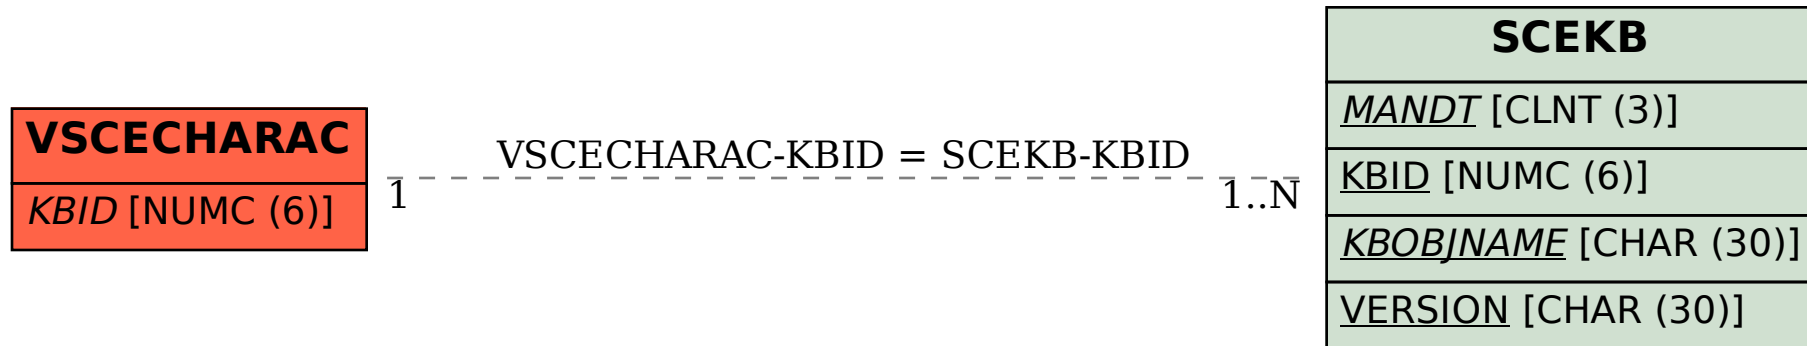 VSCECHARAC
KBID [NUMC (6)]
VSCECHARAC-KBID = SCEKB-KBID
1
1..N
SCEKB
MANDT [CLNT (3)]
KBID [NUMC (6)]
KBOBJNAME [CHAR (30)]
VERSION [CHAR (30)]